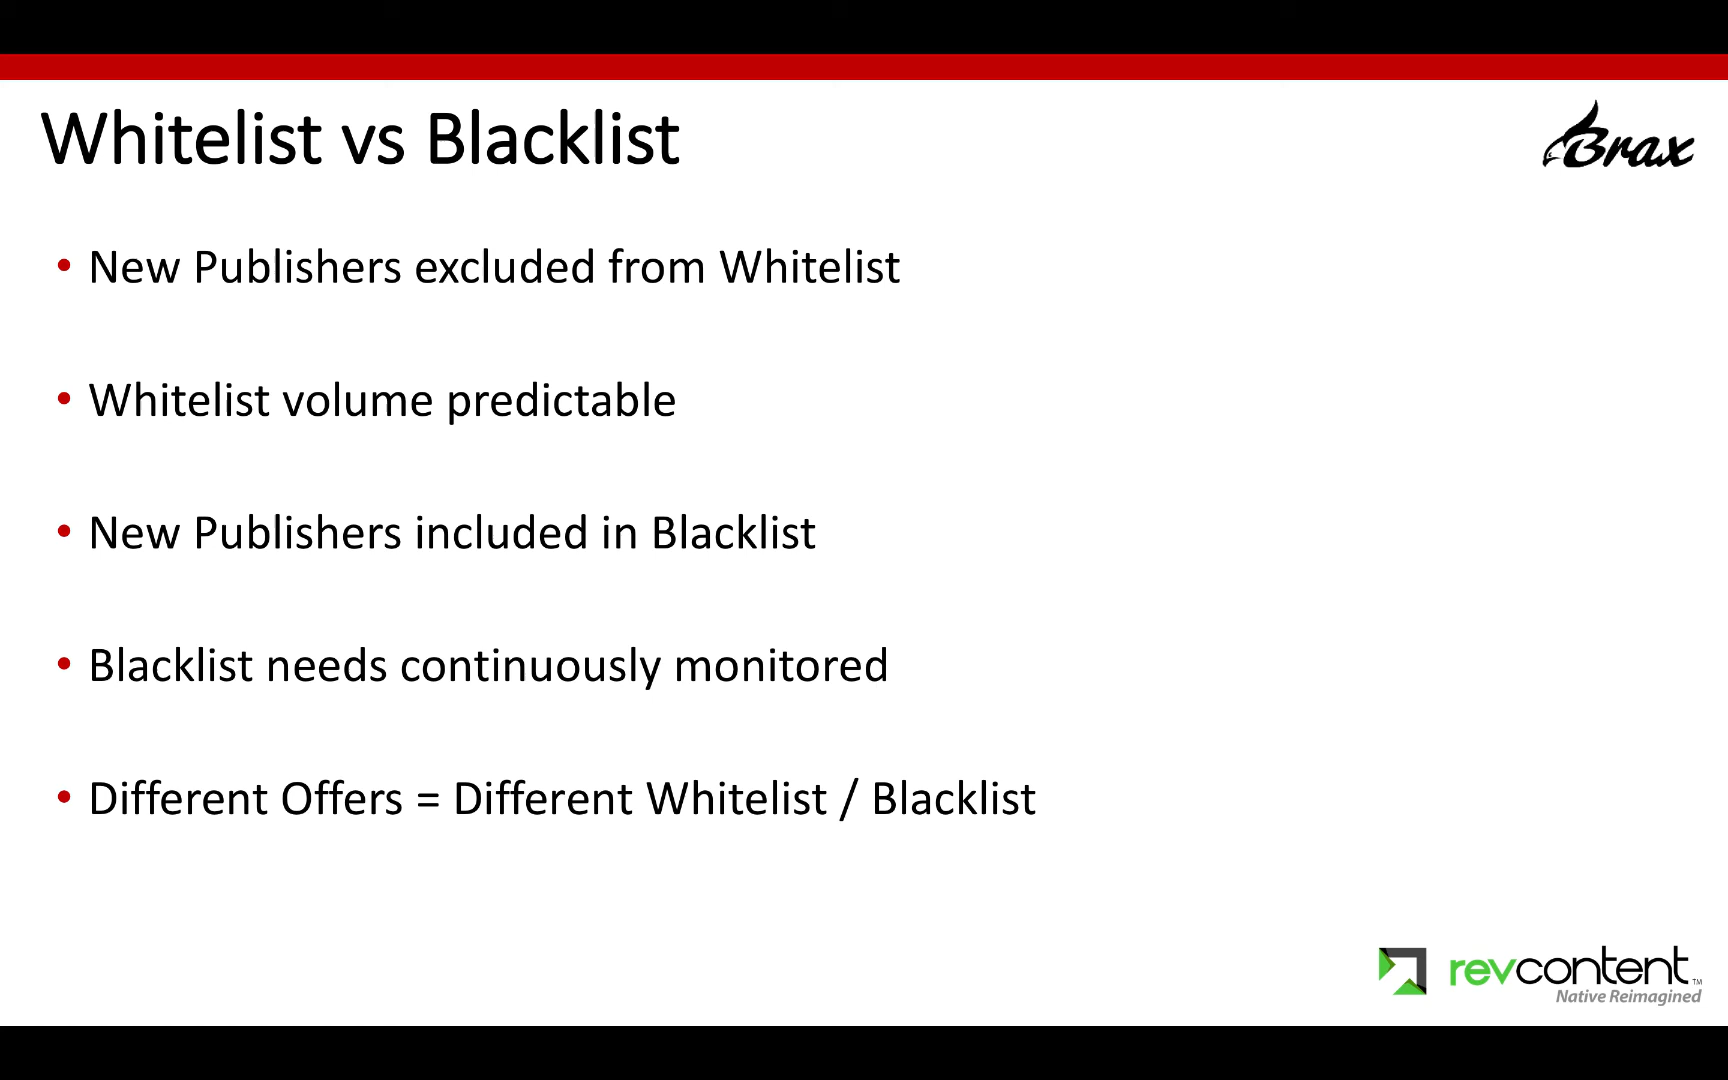 Whitelist vs Blacklist
Brax
• New Publishers excluded from Whitelist
• Whitelist volume predictable
• New Publishers included in Blacklist
• Blacklist needs continuously monitored
• Different Offers = Different Whitelist / Blacklist
revcontent™
Native Reimagined